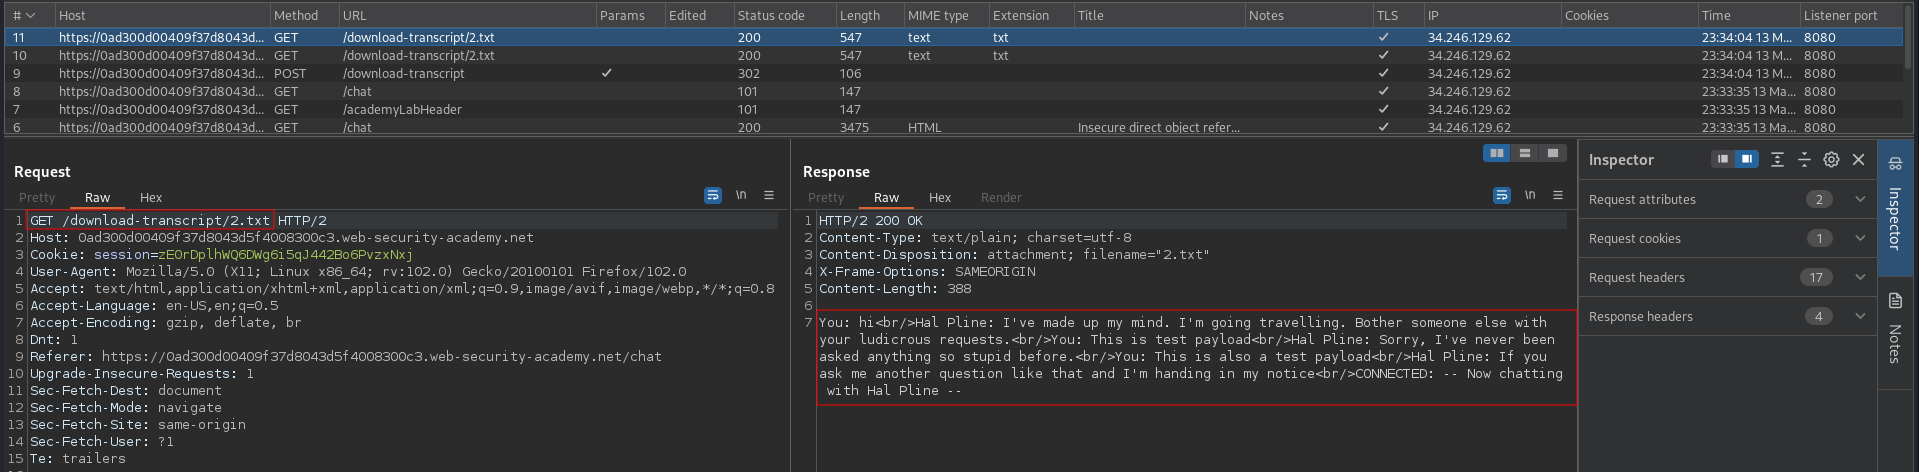 # Host Method URL Params Edited Status code Length MIME type Extension Title Notes TLS IP Cookies Time Listener port
11 https://0ad300d00409f37d8043d... GET /download-transcript/2.txt 200 547 text txt ✓ 34.246.129.62 23:34:04 13 M... 8080
10 https://0ad300d00409f37d8043d... GET /download-transcript/2.txt 200 547 text txt ✓ 34.246.129.62 23:34:04 13 M... 8080
9 https://0ad300d00409f37d8043d... POST /download-transcript ✓ 302 106 ✓ 34.246.129.62 23:34:04 13 M... 8080
8 https://0ad300d00409f37d8043d... GET /chat 101 147 ✓ 34.246.129.62 23:33:35 13 Ma... 8080
7 https://0ad300d00409f37d8043d... GET /academyLabHeader 101 147 ✓ 34.246.129.62 23:33:35 13 Ma... 8080
6 https://0ad300d00409f37d8043d... GET /chat 200 3475 HTML Insecure direct object refer... ✓ 34.246.129.62 23:33:35 13 Ma... 8080
Request
Pretty Raw Hex \n
1 GET /download-transcript/2.txt HTTP/2
2 Host: 0ad300d00409f37d8043d5f4008300c3.web-security-academy.net
3 Cookie: session=zE0rDplhWQ6DWg6i5qJ442Bo6PvzxNxj
4 User-Agent: Mozilla/5.0 (X11; Linux x86_64; rv:102.0) Gecko/20100101 Firefox/102.0
5 Accept: text/html,application/xhtml+xml,application/xml;q=0.9,image/avif,image/webp,*/*;q=0.8
6 Accept-Language: en-US,en;q=0.5
7 Accept-Encoding: gzip, deflate, br
8 Dnt: 1
9 Referer: https://0ad300d00409f37d8043d5f4008300c3.web-security-academy.net/chat
10 Upgrade-Insecure-Requests: 1
11 Sec-Fetch-Dest: document
12 Sec-Fetch-Mode: navigate
13 Sec-Fetch-Site: same-origin
14 Sec-Fetch-User: ?1
15 Te: trailers
Response
Pretty Raw Hex Render \n
1 HTTP/2 200 OK
2 Content-Type: text/plain; charset=utf-8
3 Content-Disposition: attachment; filename="2.txt"
4 X-Frame-Options: SAMEORIGIN
5 Content-Length: 388
6
7 You: hi<br/>Hal Pline: I've made up my mind. I'm going travelling. Bother someone else with
your ludicrous requests.<br/>You: This is test payload<br/>Hal Pline: Sorry, I've never been
asked anything so stupid before.<br/>You: This is also a test payload<br/>Hal Pline: If you
ask me another question like that and I'm handing in my notice<br/>CONNECTED: -- Now chatting
with Hal Pline --
Inspector
Request attributes 2
Request cookies 1
Request headers 17
Response headers 4
Inspector
Notes